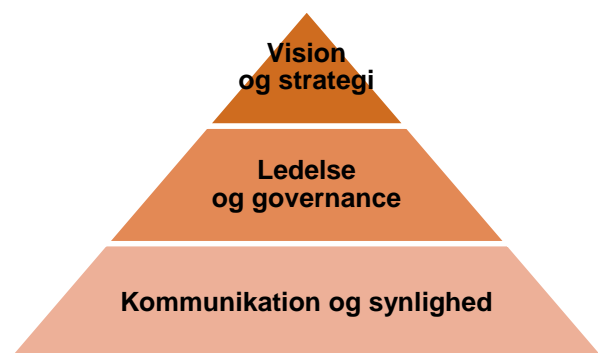 Vision
og strategi
Ledelse
og governance
Kommunikation og synlighed